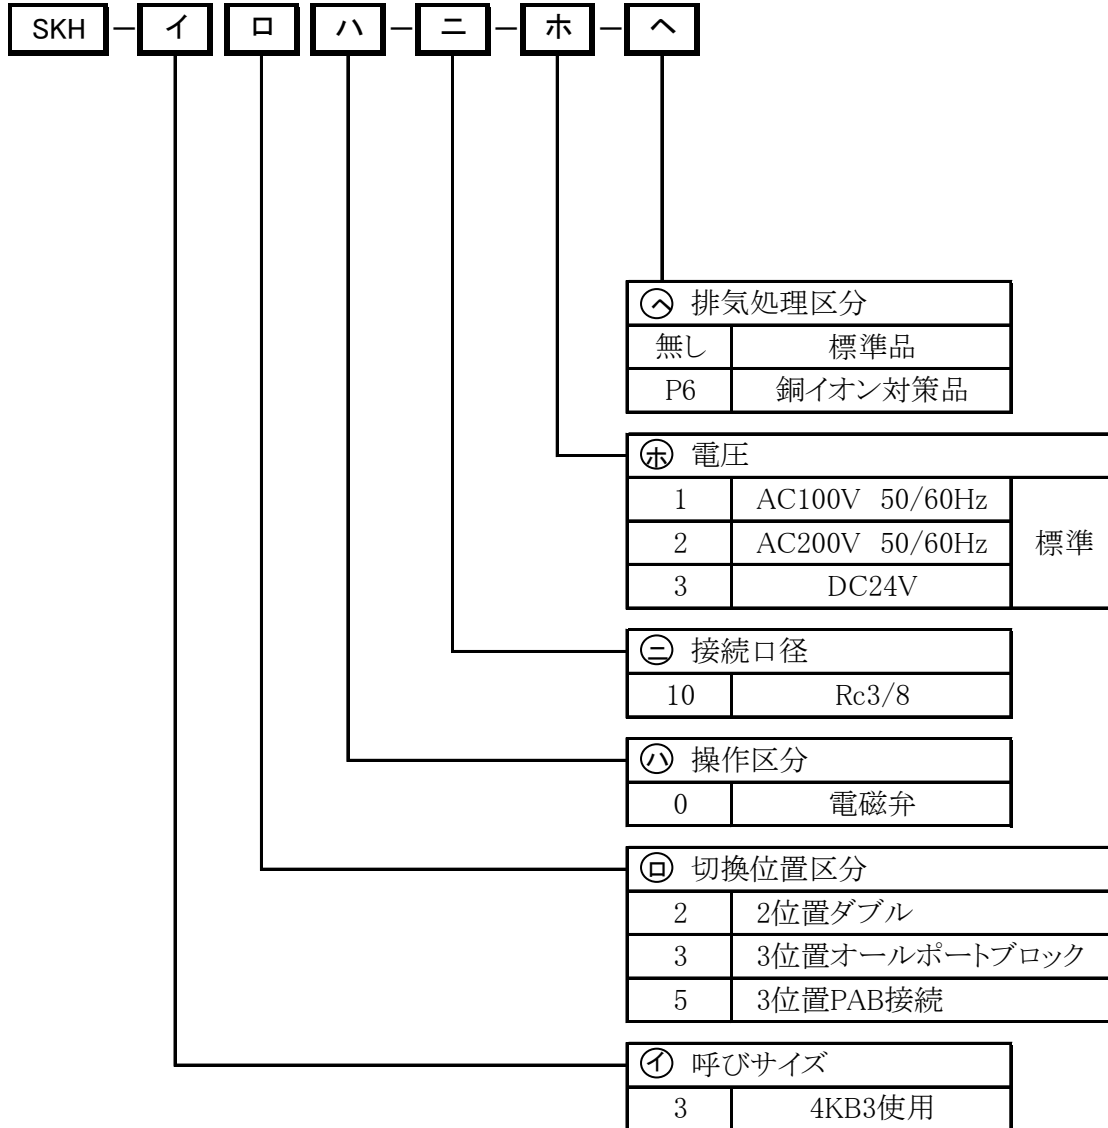 SKH－イ ロ ハ－ニ－ホ－ヘ
㋬ 排気処理区分
無し 標準品
P6 銅イオン対策品
㋭ 電圧
1 AC100V 50/60Hz
2 AC200V 50/60Hz 標準
3 DC24V
㋥ 接続口径
10 Rc3/8
㋩ 操作区分
0 電磁弁
㋺ 切換位置区分
2 2位置ダブル
3 3位置オールポートブロック
5 3位置PAB接続
㋑ 呼びサイズ
3 4KB3使用